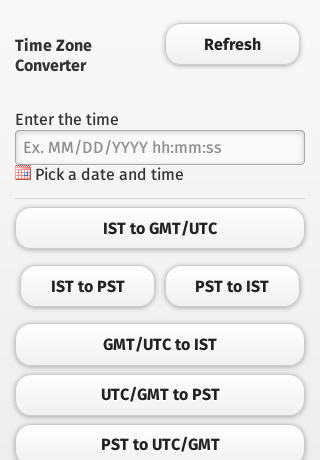 Time Zone
Converter
Refresh
Enter the time
Ex. MM/DD/YYYY hh:mm:ss
Pick a date and time
IST to GMT/UTC
IST to PST
PST to IST
GMT/UTC to IST
UTC/GMT to PST
PST to UTC/GMT